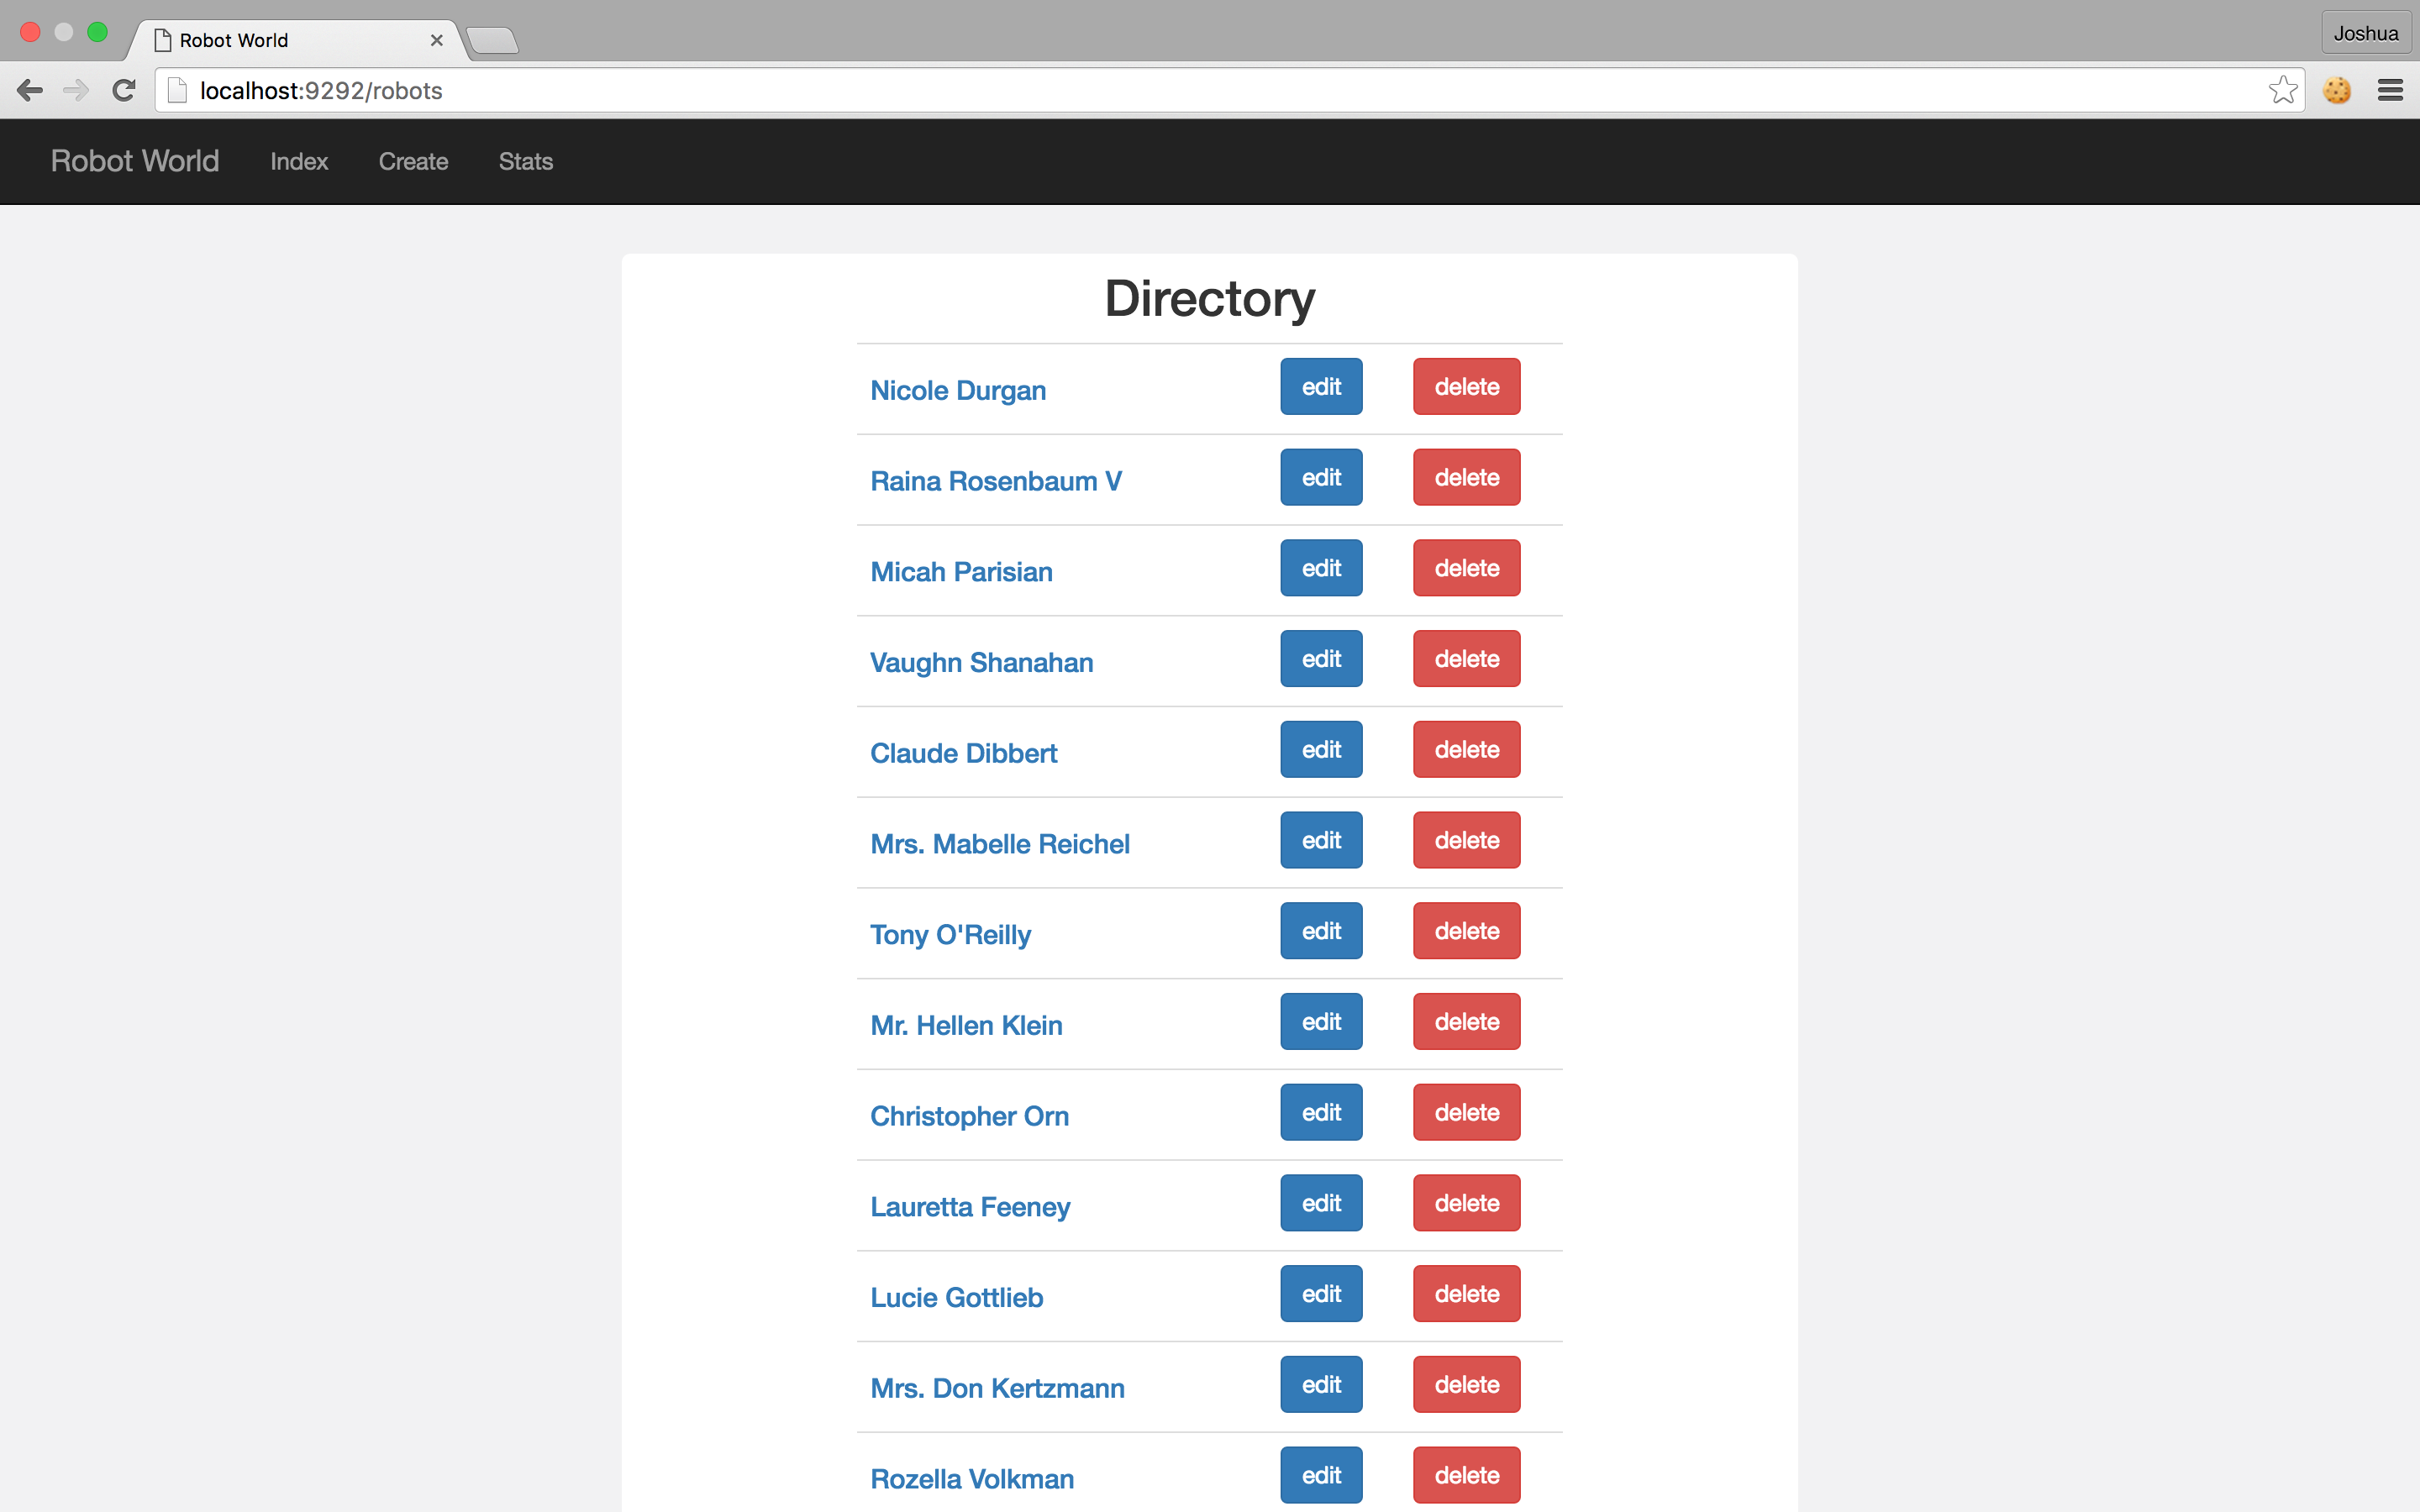 Robot World
Joshua
localhost:9292/robots
Robot World Index Create Stats
Directory
Nicole Durgan edit delete
Raina Rosenbaum V edit delete
Micah Parisian edit delete
Vaughn Shanahan edit delete
Claude Dibbert edit delete
Mrs. Mabelle Reichel edit delete
Tony O'Reilly edit delete
Mr. Hellen Klein edit delete
Christopher Orn edit delete
Lauretta Feeney edit delete
Lucie Gottlieb edit delete
Mrs. Don Kertzmann edit delete
Rozella Volkman edit delete